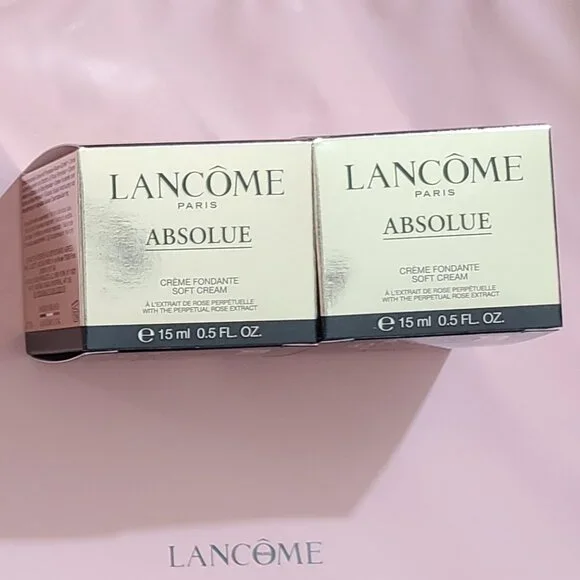 LANCÔME
PARIS
ABSOLUE
CRÈME FONDANTE
SOFT CREAM
À L'EXTRAIT DE ROSE PERPÉTUELLE
WITH THE PERPETUAL ROSE EXTRACT
℮ 15 ml 0.5 FL. OZ.
LANCÔME
PARIS
ABSOLUE
CRÈME FONDANTE
SOFT CREAM
À L'EXTRAIT DE ROSE PERPÉTUELLE
WITH THE PERPETUAL ROSE EXTRACT
℮ 15 ml 0.5 FL. OZ.
LANCÔME